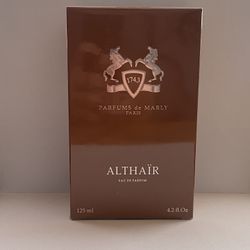 1743
PARFUMS de MARLY
PARIS
ALTHAÏR
EAU DE PARFUM
125 ml 4.2 fl.Oz